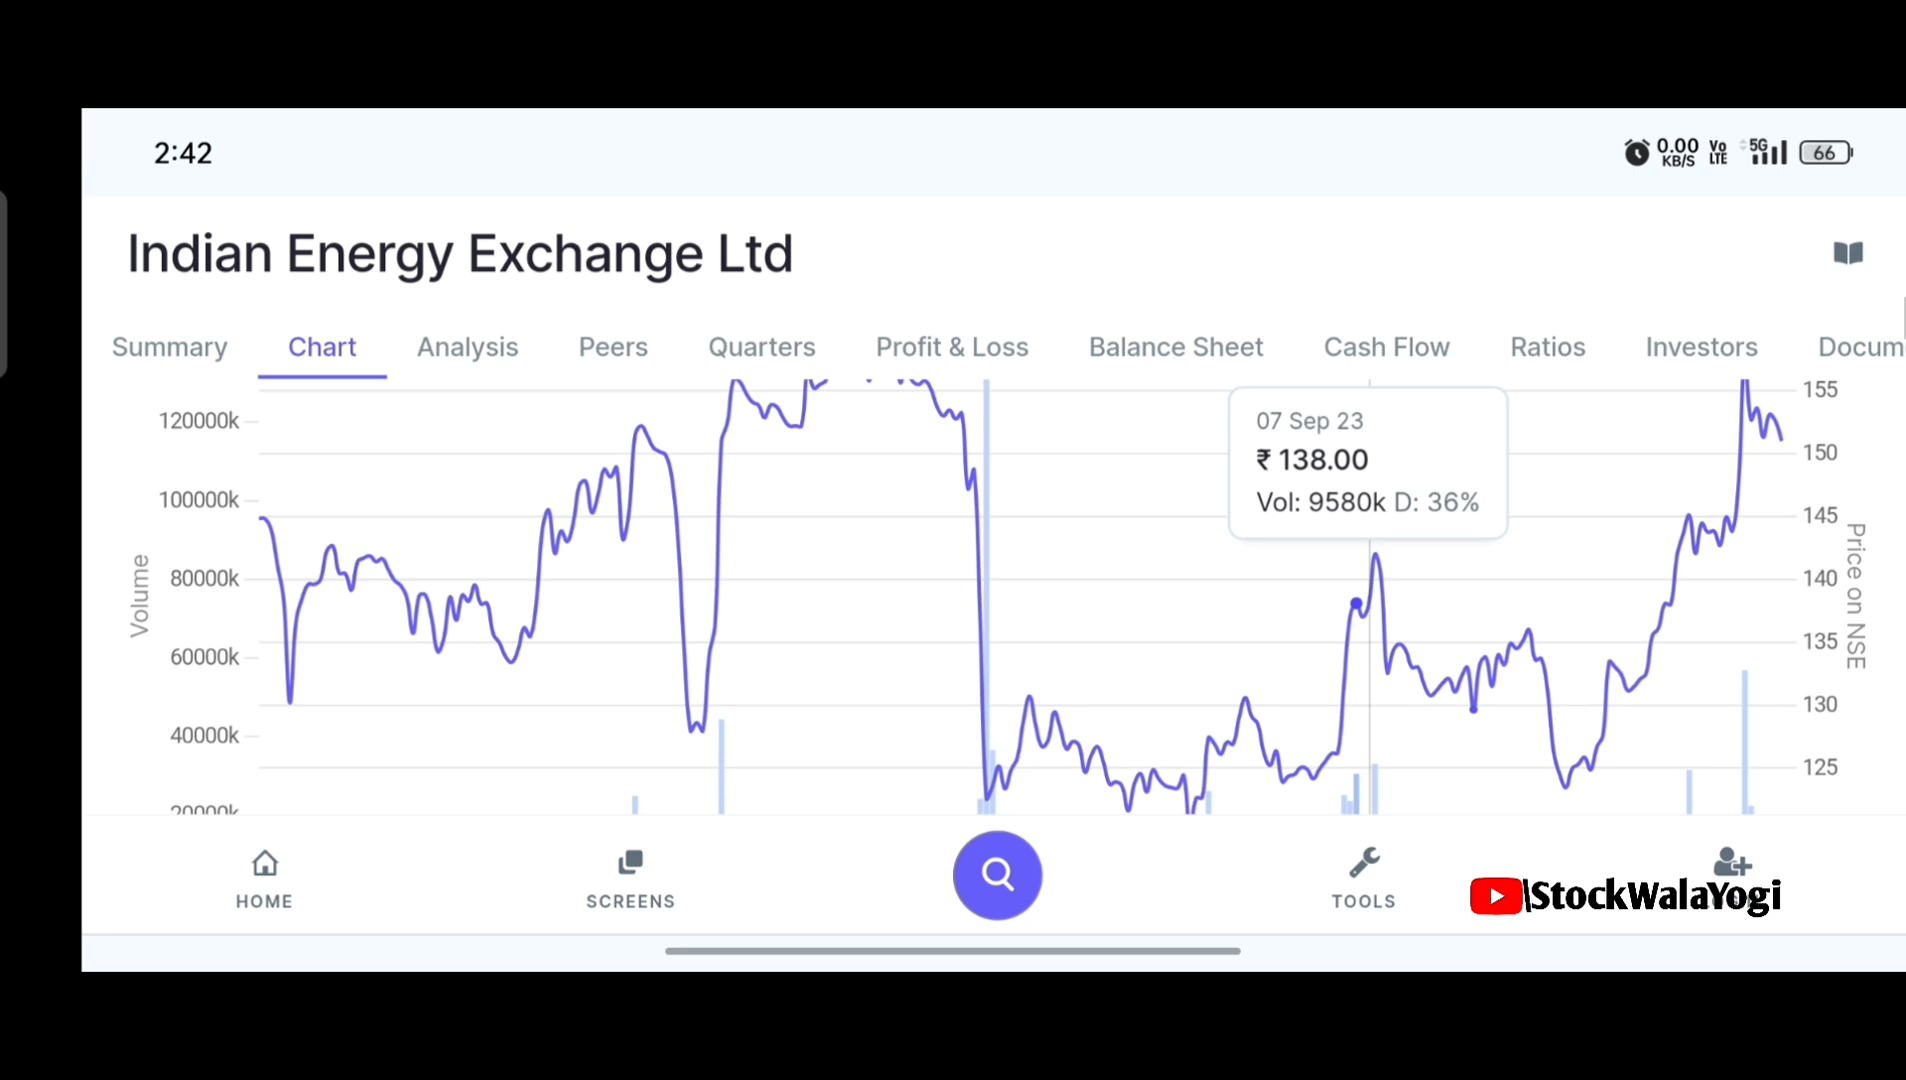 2:42
0.00 KB/S
Vo LTE
5G
66
Indian Energy Exchange Ltd
Summary Chart Analysis Peers Quarters Profit & Loss Balance Sheet Cash Flow Ratios Investors Docum
120000k
100000k
80000k
60000k
40000k
20000k
Volume
07 Sep 23
₹ 138.00
Vol: 9580k D: 36%
155
150
145
140
135
130
125
Price on NSE
HOME
SCREENS
TOOLS
\StockWalaYogi